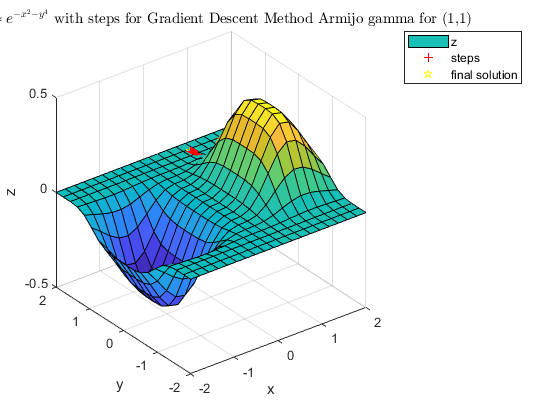 e^{-x^2-y^4} with steps for Gradient Descent Method Armijo gamma for (1,1)
z
steps
final solution
0.5
0
-0.5
z
2
1
0
-1
-2
y
-2
-1
0
1
2
x